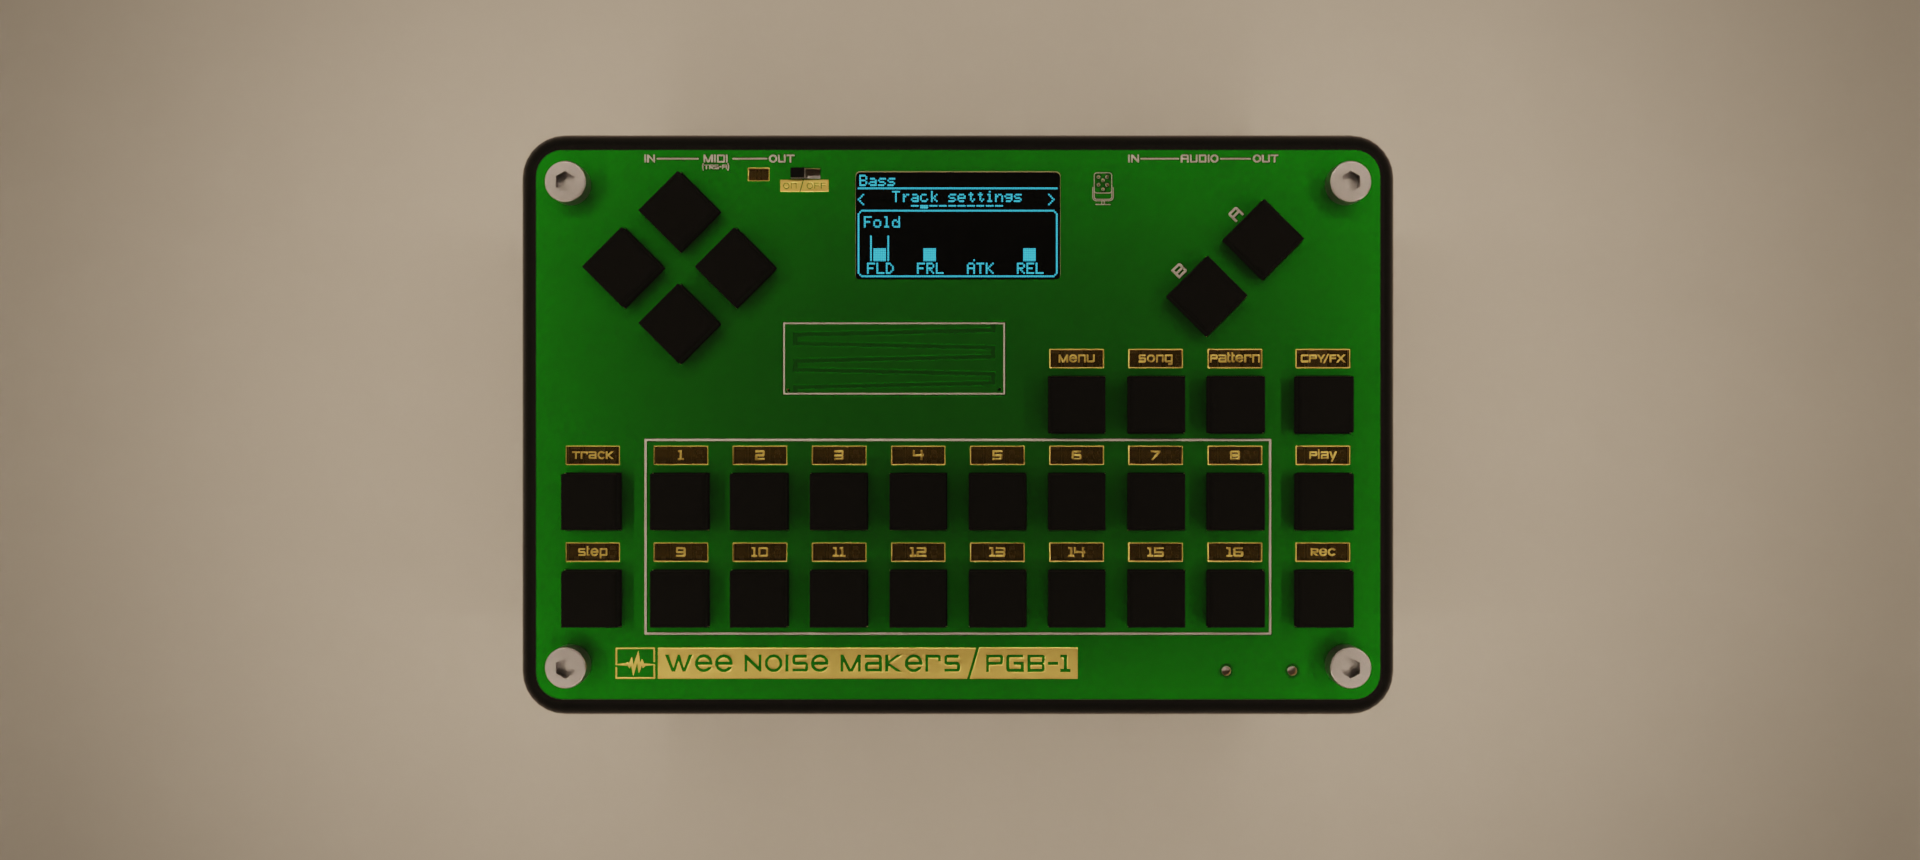 IN MIDI OUT
(TRS-A)
ON/OFF
IN AUDIO OUT
Bass
< Track settings >
Fold
FLD FRL ATK REL
A
B
Menu song Pattern CPY/FX
Track 1 2 3 4 5 6 7 8 Play
step 9 10 11 12 13 14 15 16 Rec
Wee Noise Makers/PGB-1